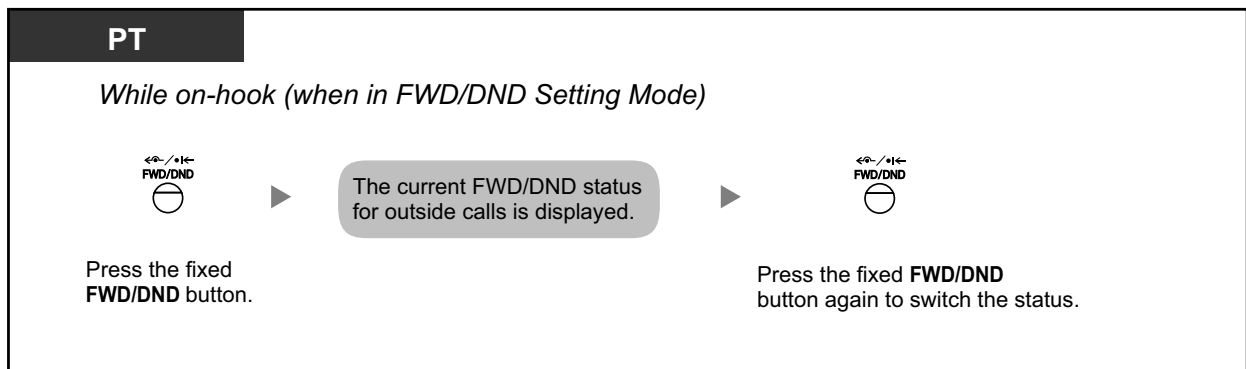 PT
While on-hook (when in FWD/DND Setting Mode)
FWD/DND
The current FWD/DND status
for outside calls is displayed.
FWD/DND
Press the fixed
FWD/DND button.
Press the fixed FWD/DND
button again to switch the status.